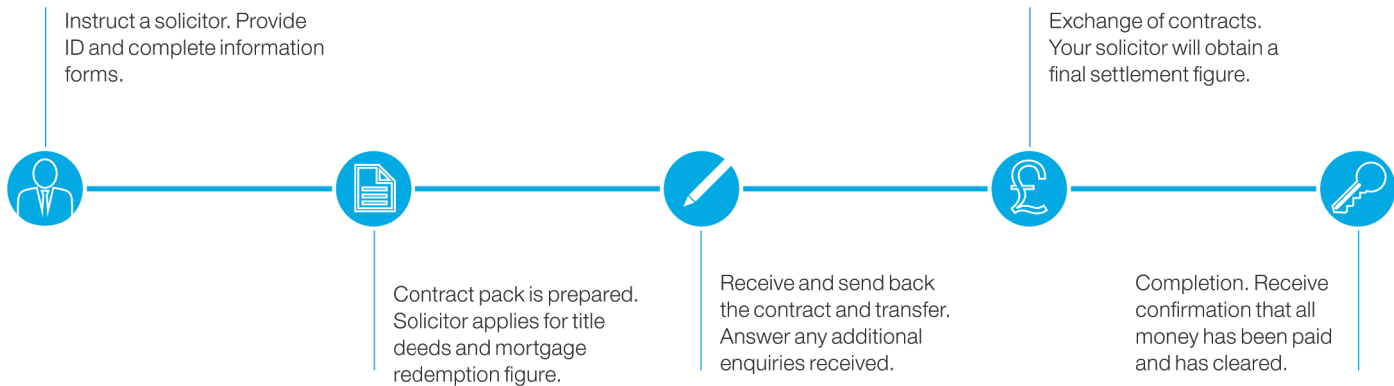 Instruct a solicitor. Provide
ID and complete information
forms.
Contract pack is prepared.
Solicitor applies for title
deeds and mortgage
redemption figure.
Receive and send back
the contract and transfer.
Answer any additional
enquiries received.
Exchange of contracts.
Your solicitor will obtain a
final settlement figure.
£
Completion. Receive
confirmation that all
money has been paid
and has cleared.